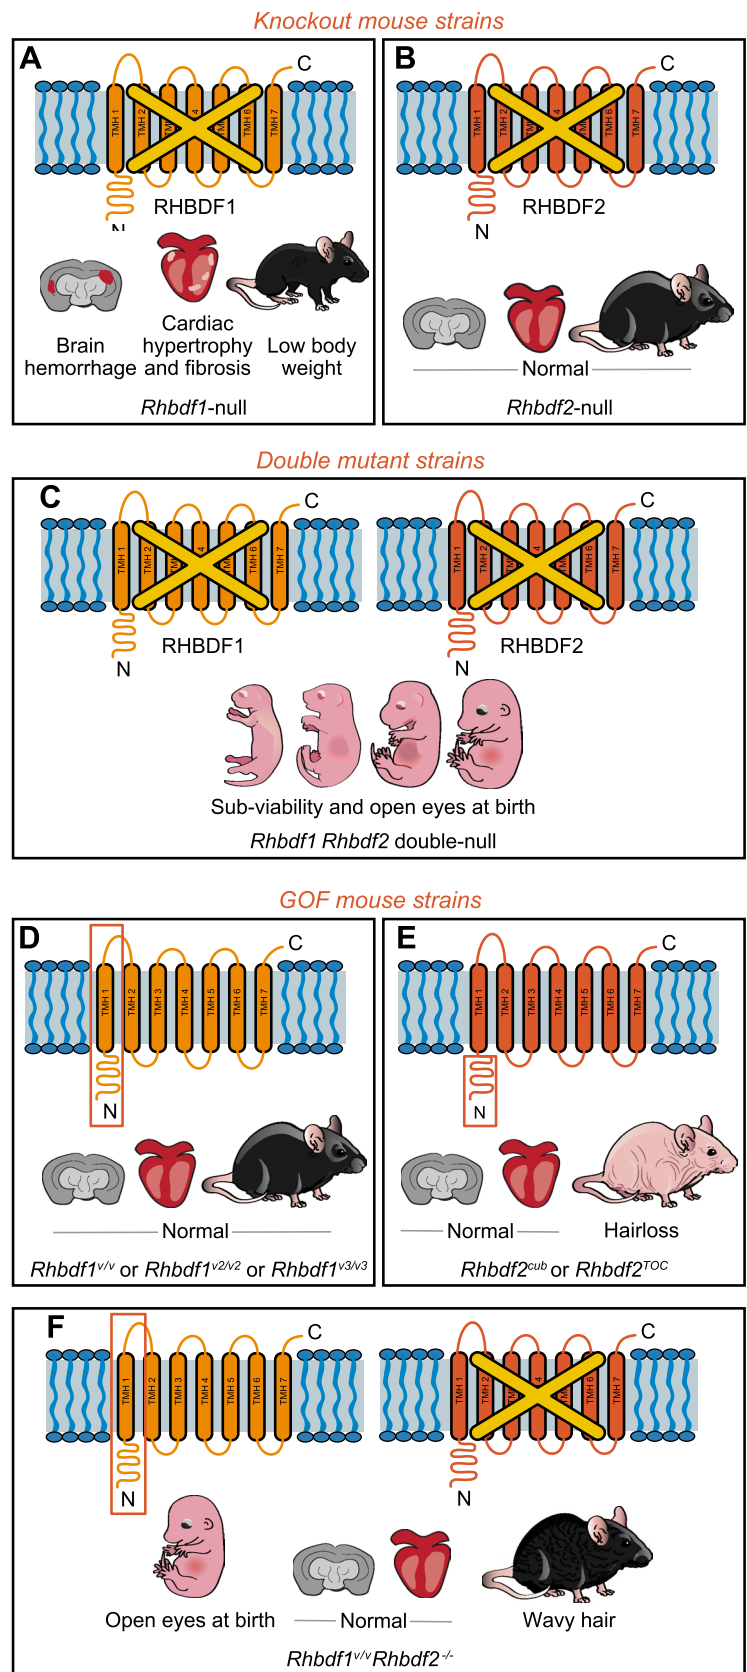 Knockout mouse strains
A
C
TMH 1
TMH 2
4
TMH 6
TMH 7
RHBDF1
N
Brain
hemorrhage
Cardiac
hypertrophy
and fibrosis
Low body
weight
Rhbdf1-null
B
C
TMH 1
TMH 2
4
TMH 6
TMH 7
RHBDF2
N
Normal
Rhbdf2-null
Double mutant strains
C
C
TMH 1
TMH 2
4
TMH 6
TMH 7
N
RHBDF1
C
TMH 1
TMH 2
4
TMH 6
TMH 7
N
RHBDF2
Sub-viability and open eyes at birth
Rhbdf1 Rhbdf2 double-null
GOF mouse strains
D
C
TMH 1
TMH 2
TMH 3
TMH 4
TMH 5
TMH 6
TMH 7
N
Normal
Rhbdf1v/v or Rhbdf1v2/v2 or Rhbdf1v3/v3
E
C
TMH 1
TMH 2
TMH 3
TMH 4
TMH 5
TMH 6
TMH 7
N
Normal
Hairloss
Rhbdf2cub or Rhbdf2TOC
F
C
TMH 1
TMH 2
TMH 3
TMH 4
TMH 5
TMH 6
TMH 7
N
C
TMH 1
TMH 2
4
TMH 6
TMH 7
N
Open eyes at birth
Normal
Wavy hair
Rhbdf1v/v Rhbdf2-/-